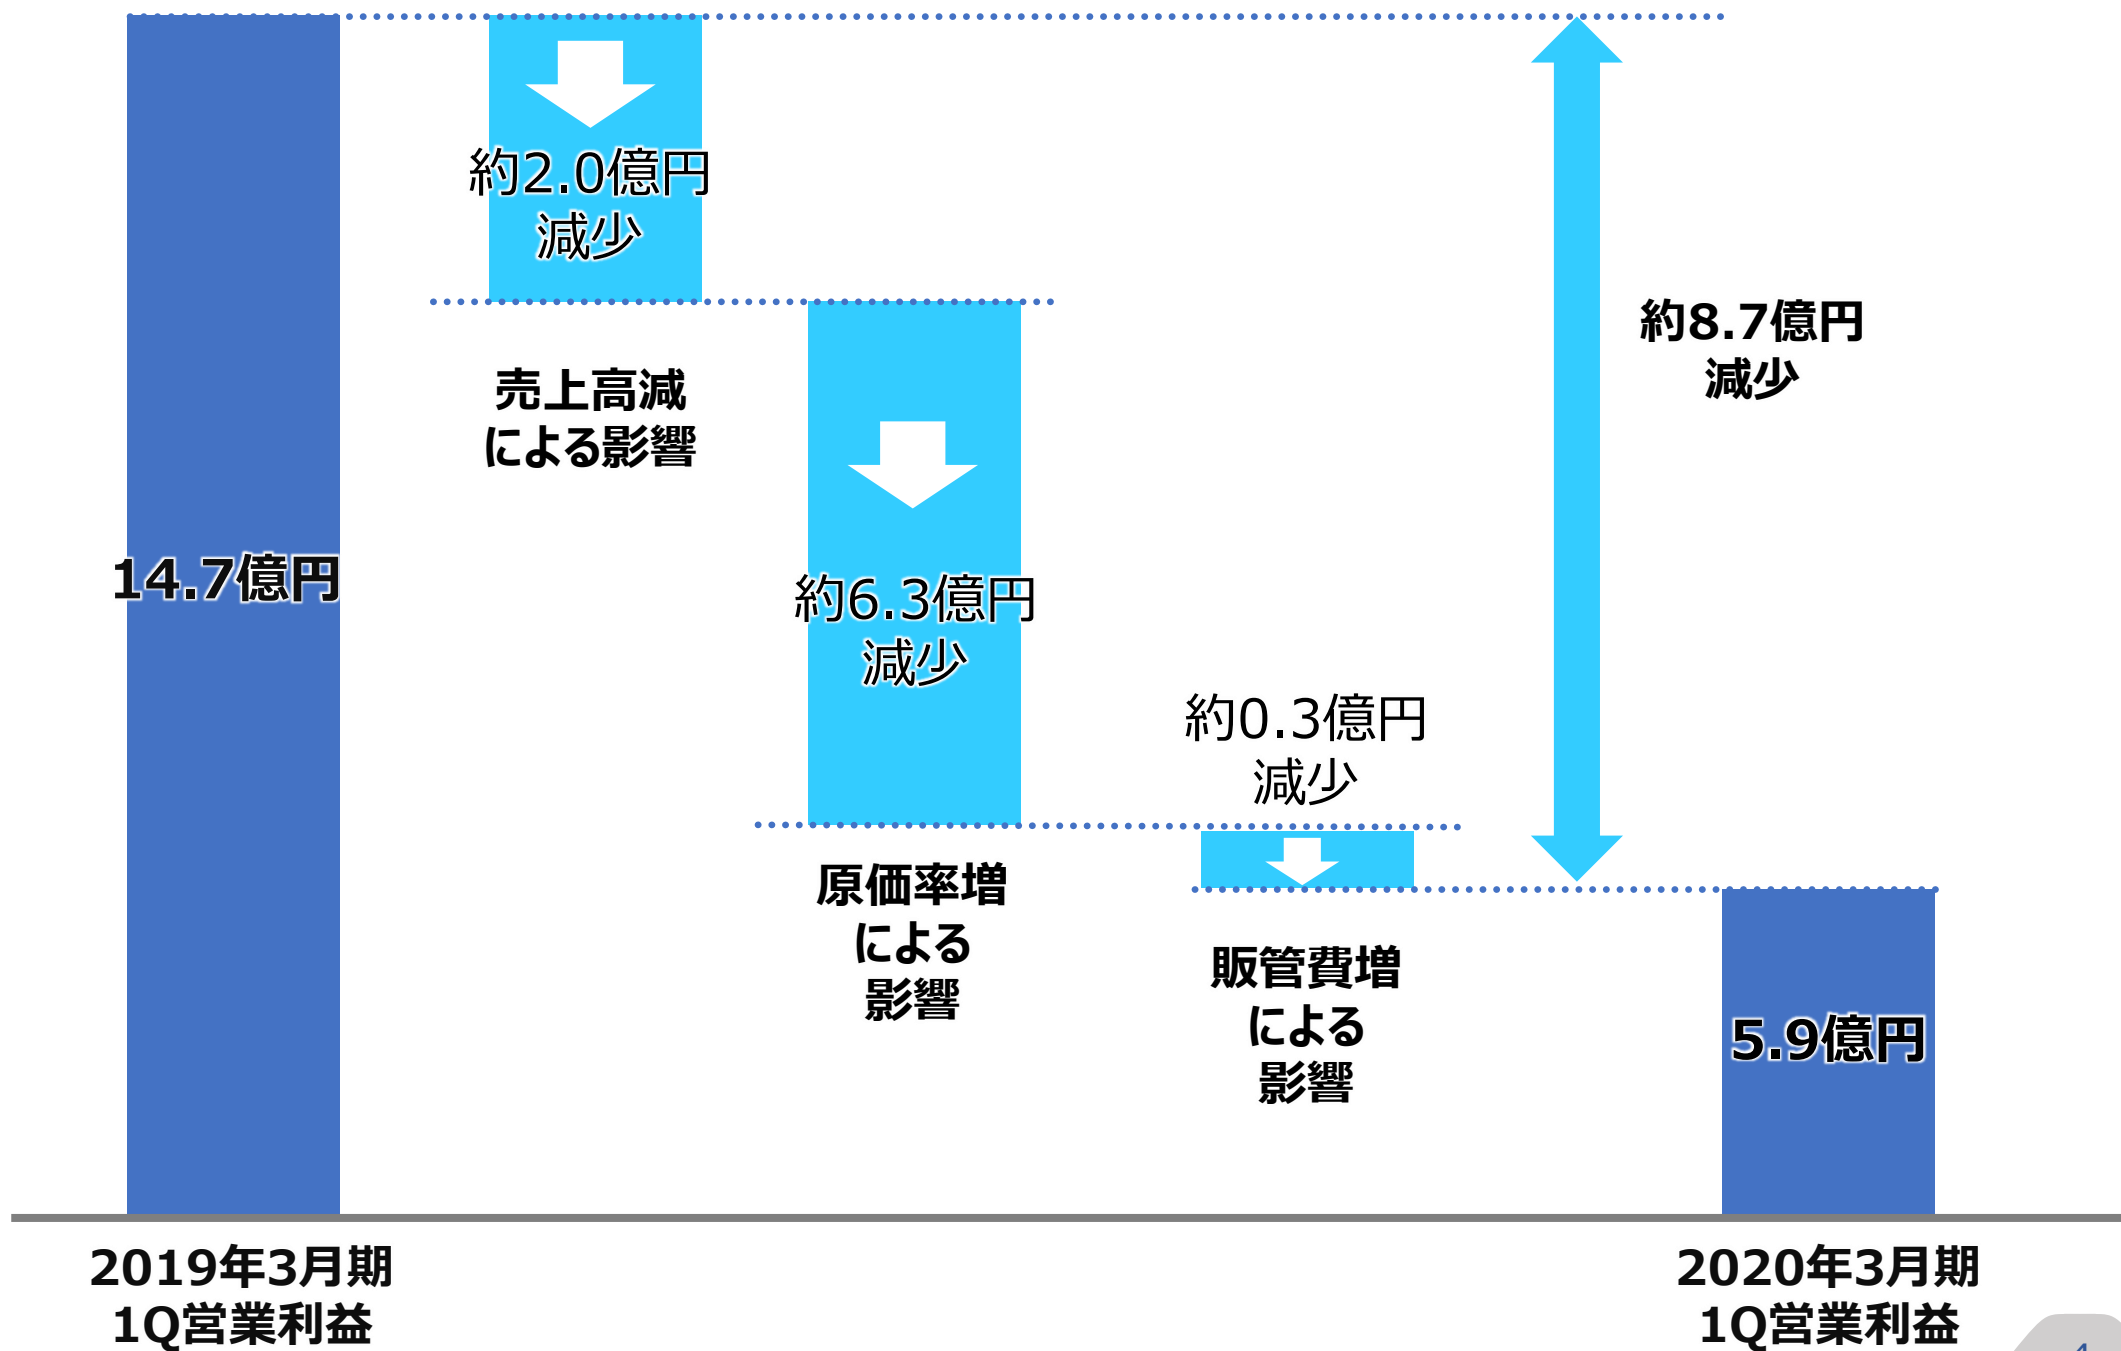 約2.0億円
減少
売上高減
による影響
14.7億円
約6.3億円
減少
原価率増
による
影響
約0.3億円
減少
販管費増
による
影響
約8.7億円
減少
5.9億円
2019年3月期
1Q営業利益
2020年3月期
1Q営業利益